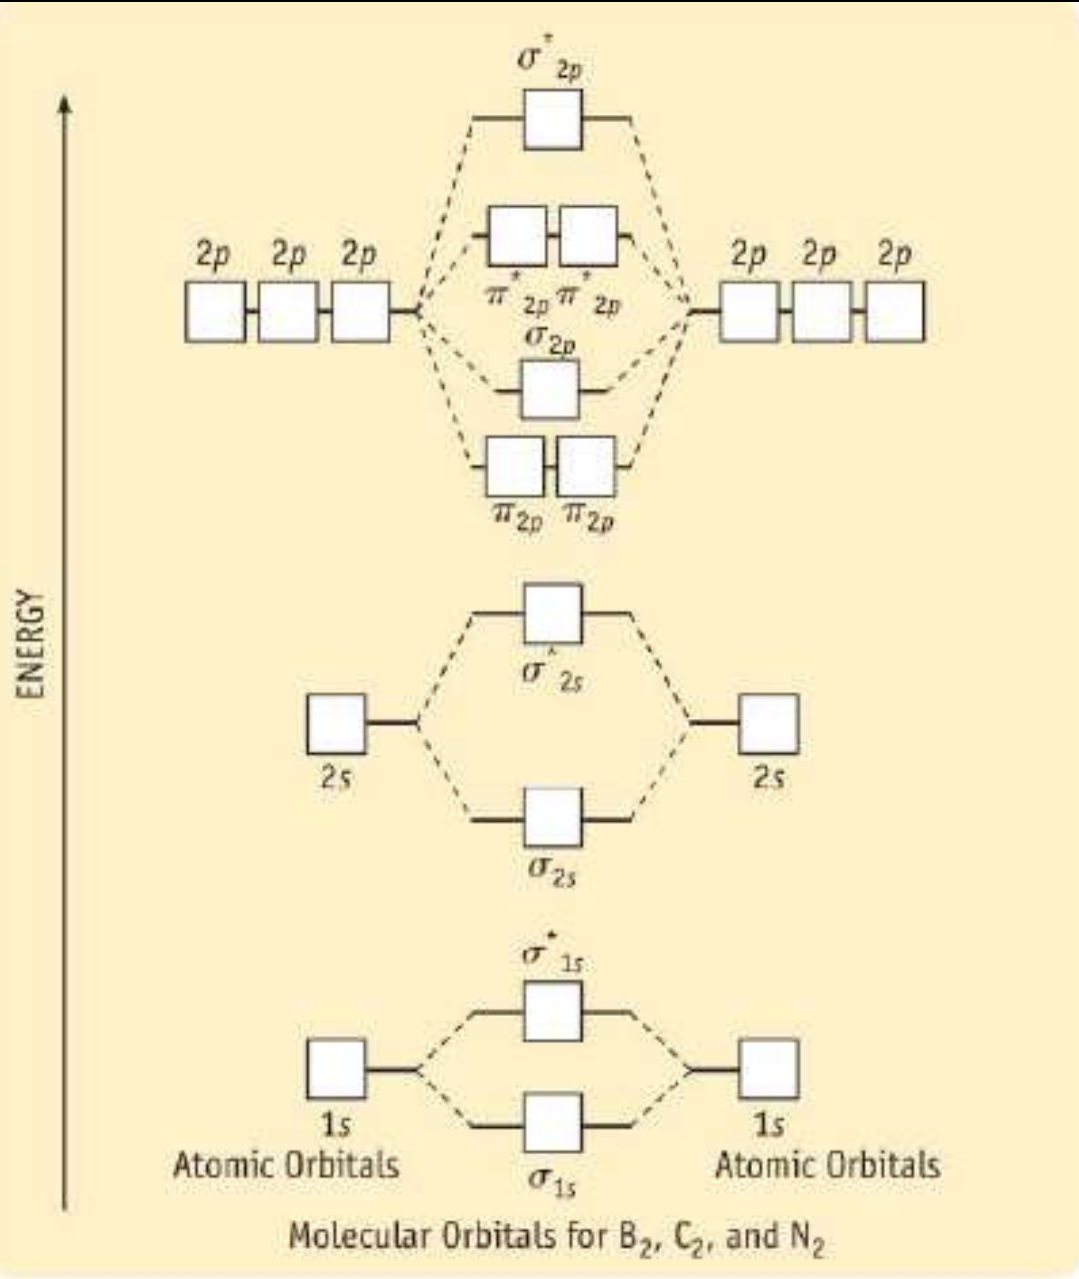 σ*2p
2p 2p 2p
2p 2p 2p
π*2p π*2p
σ2p
π2p π2p
ENERGY
σ*2s
2s
2s
σ2s
σ*1s
1s
1s
Atomic Orbitals
Atomic Orbitals
σ1s
Molecular Orbitals for B2, C2, and N2